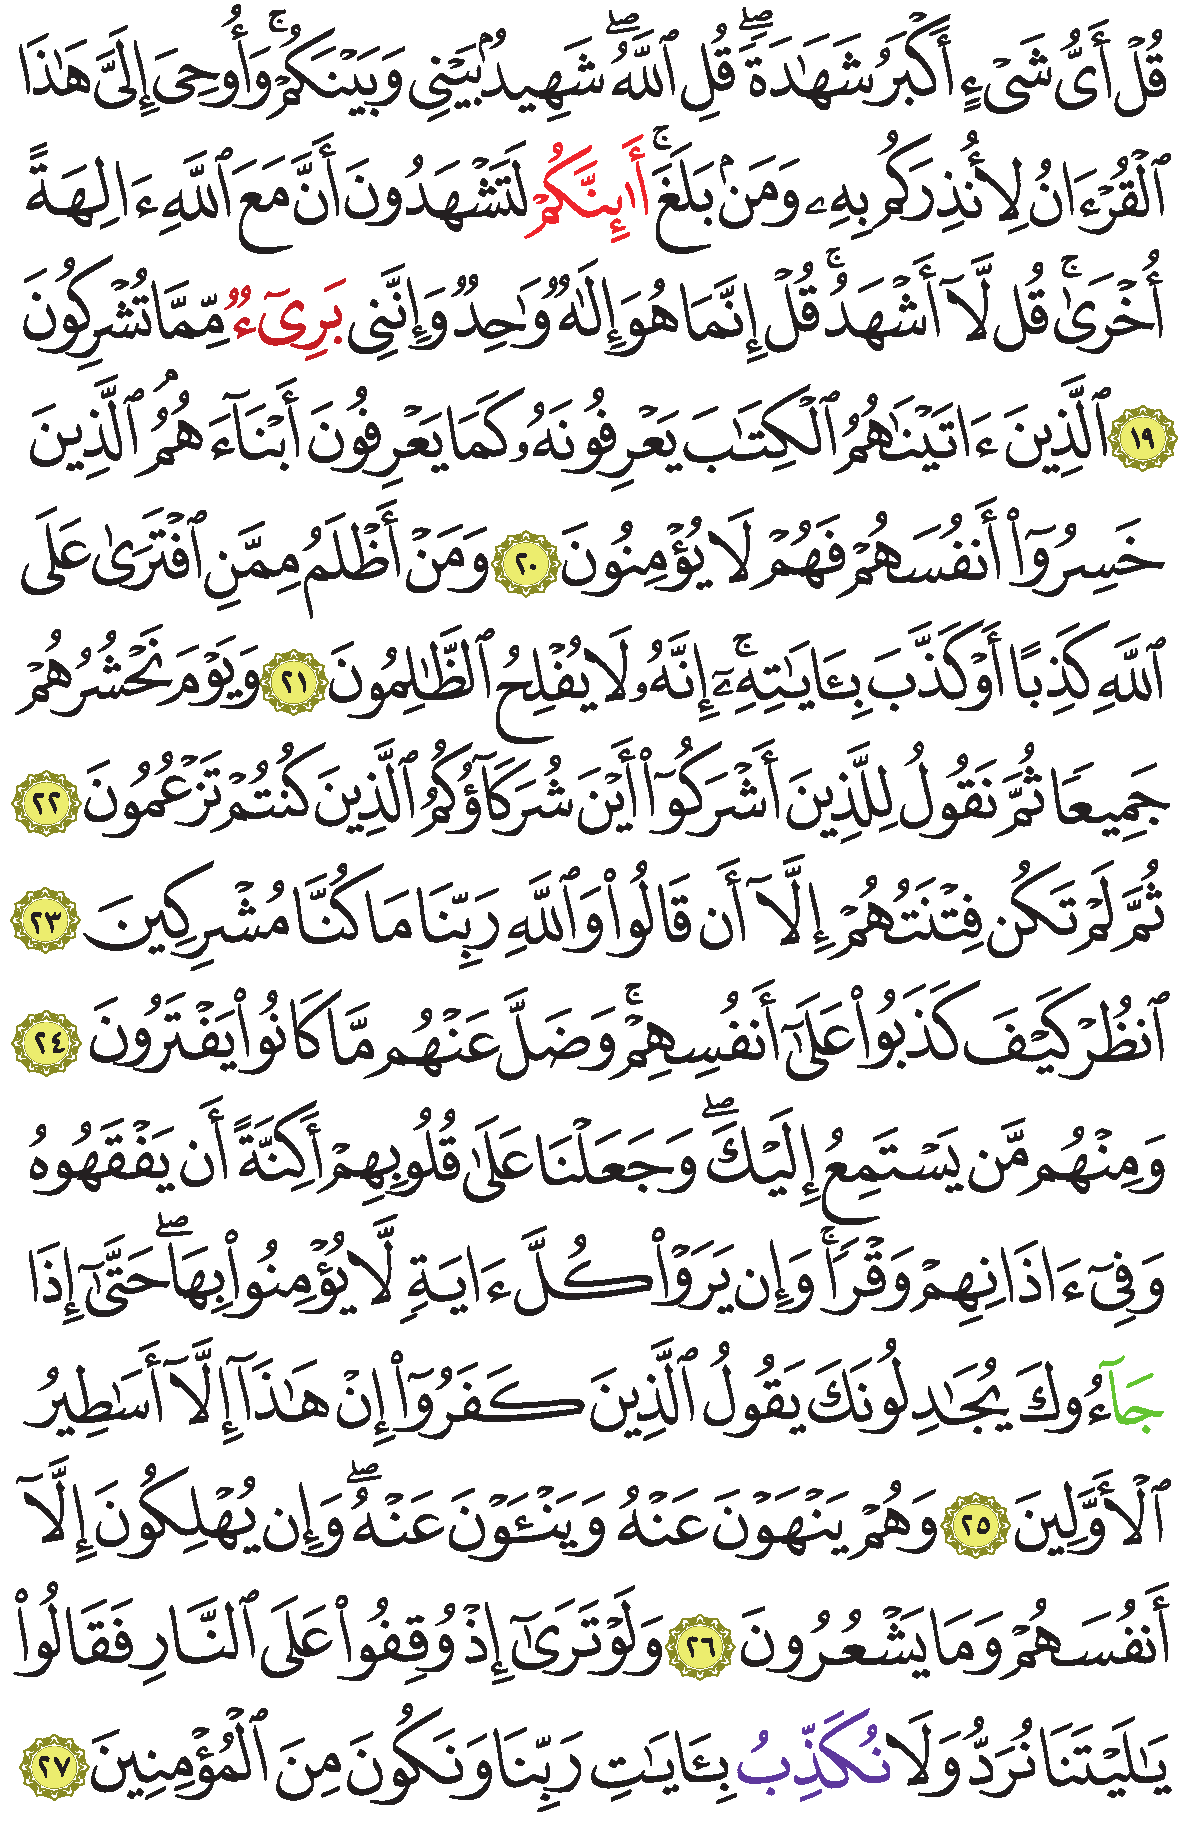 قُلۡ أَىُّ شَىۡءٍ أَكۡبَرُ شَهَٰدَةٗۖ قُلِ ٱللَّهُۖ شَهِيدُۢ بَيۡنِى وَبَيۡنَكُمۡۚ وَأُوحِىَ إِلَىَّ هَٰذَا
ٱلۡقُرۡءَانُ لِأُنذِرَكُم بِهِۦ وَمَنۢ بَلَغَۚ أَا۬ئِنَّكُمۡ لَتَشۡهَدُونَ أَنَّ مَعَ ٱللَّهِ ءَالِهَةً
أُخۡرَىٰۚ قُل لَّآ أَشۡهَدُۚ قُلۡ إِنَّمَا هُوَ إِلَٰهٞ وَٰحِدٞ وَإِنَّنِى بَرِىٓءٞ مِّمَّا تُشۡرِكُونَ
١٩ ٱلَّذِينَ ءَاتَيۡنَٰهُمُ ٱلۡكِتَٰبَ يَعۡرِفُونَهُۥ كَمَا يَعۡرِفُونَ أَبۡنَآءَهُمُۘ ٱلَّذِينَ
خَسِرُوٓاْ أَنفُسَهُمۡ فَهُمۡ لَا يُؤۡمِنُونَ ٢٠ وَمَنۡ أَظۡلَمُ مِمَّنِ ٱفۡتَرَىٰ عَلَى
ٱللَّهِ كَذِبًا أَوۡ كَذَّبَ بِـَٔايَٰتِهِۦٓۚ إِنَّهُۥ لَا يُفۡلِحُ ٱلظَّٰلِمُونَ ٢١ وَيَوۡمَ نَحۡشُرُهُمۡ
جَمِيعٗا ثُمَّ نَقُولُ لِلَّذِينَ أَشۡرَكُوٓاْ أَيۡنَ شُرَكَآؤُكُمُ ٱلَّذِينَ كُنتُمۡ تَزۡعُمُونَ ٢٢
ثُمَّ لَمۡ تَكُن فِتۡنَتُهُمۡ إِلَّآ أَن قَالُواْ وَٱللَّهِ رَبِّنَا مَا كُنَّا مُشۡرِكِينَ ٢٣
ٱنظُرۡ كَيۡفَ كَذَبُواْ عَلَىٰٓ أَنفُسِهِمۡۚ وَضَلَّ عَنۡهُم مَّا كَانُواْ يَفۡتَرُونَ ٢٤
وَمِنۡهُم مَّن يَسۡتَمِعُ إِلَيۡكَۖ وَجَعَلۡنَا عَلَىٰ قُلُوبِهِمۡ أَكِنَّةً أَن يَفۡقَهُوهُ
وَفِىٓ ءَاذَانِهِمۡ وَقۡرٗاۚ وَإِن يَرَوۡاْ كُلَّ ءَايَةٖ لَّا يُؤۡمِنُواْ بِهَاۖ حَتَّىٰٓ إِذَا
جَآءُوكَ يُجَٰدِلُونَكَ يَقُولُ ٱلَّذِينَ كَفَرُوٓاْ إِنۡ هَٰذَآ إِلَّآ أَسَٰطِيرُ
ٱلۡأَوَّلِينَ ٢٥ وَهُمۡ يَنۡهَوۡنَ عَنۡهُ وَيَنۡـَٔوۡنَ عَنۡهُۖ وَإِن يُهۡلِكُونَ إِلَّآ
أَنفُسَهُمۡ وَمَا يَشۡعُرُونَ ٢٦ وَلَوۡ تَرَىٰٓ إِذۡ وُقِفُواْ عَلَى ٱلنَّارِ فَقَالُواْ
يَٰلَيۡتَنَا نُرَدُّ وَلَا نُكَذِّبُ بِـَٔايَٰتِ رَبِّنَا وَنَكُونَ مِنَ ٱلۡمُؤۡمِنِينَ ٢٧